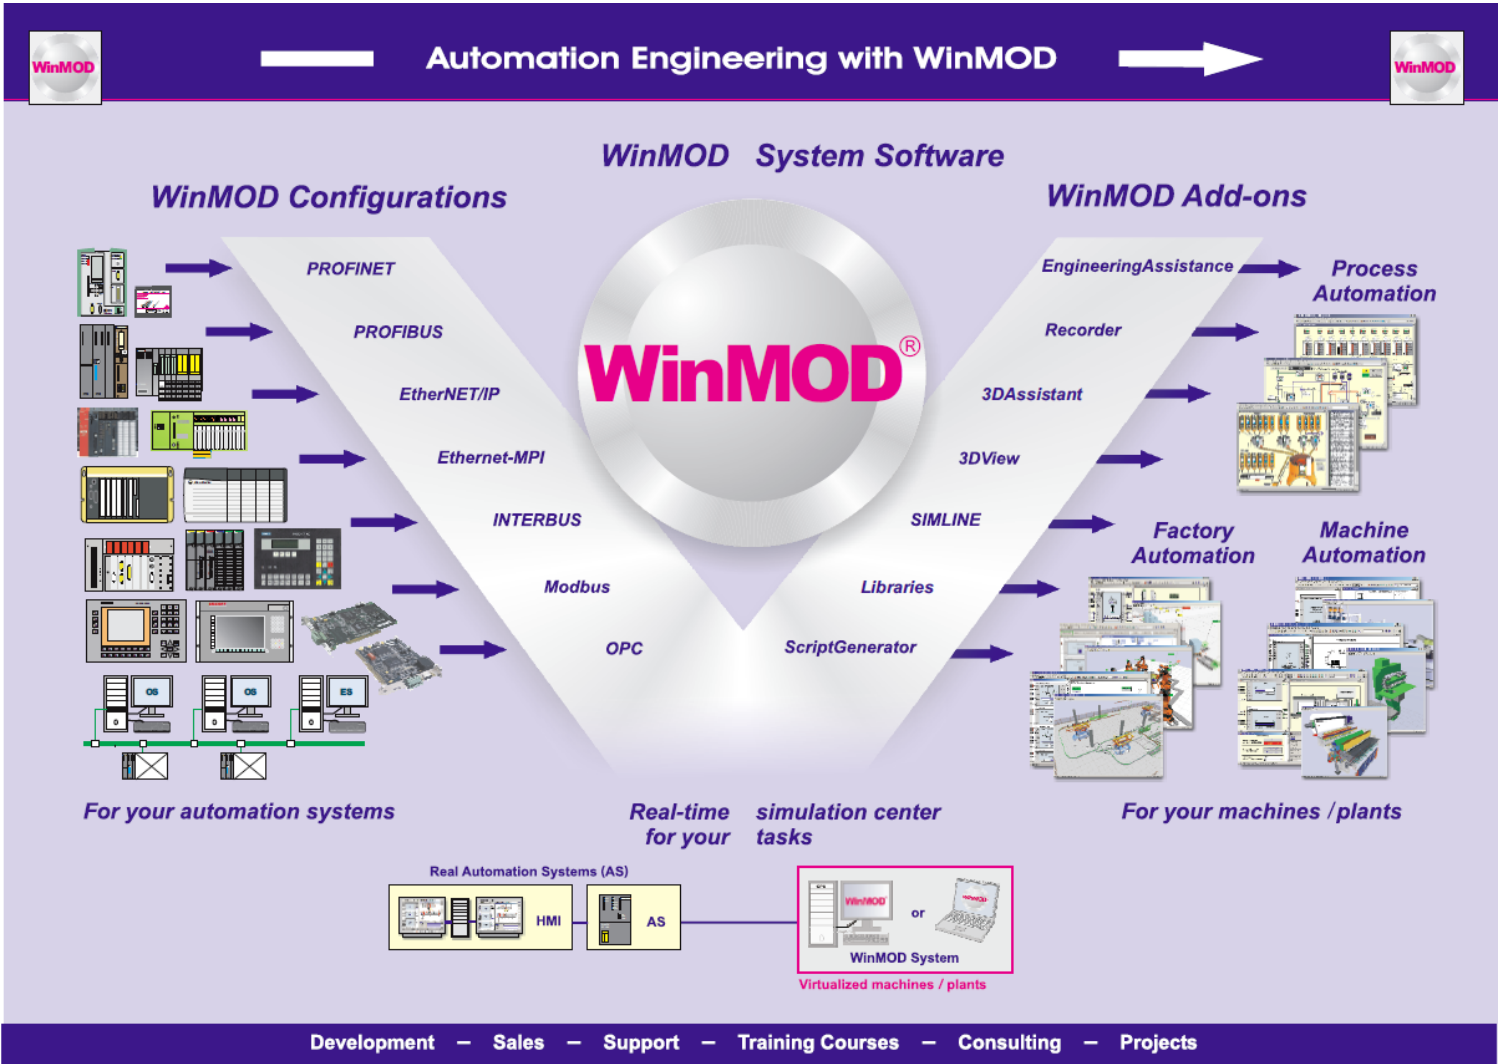 Automation Engineering with WinMOD
WinMOD
WinMOD
WinMOD System Software
WinMOD Configurations
WinMOD Add-ons
PROFINET
PROFIBUS
EtherNET/IP
Ethernet-MPI
INTERBUS
Modbus
OPC
WinMOD®
EngineeringAssistance
Recorder
3DAssistant
3DView
SIMLINE
Libraries
ScriptGenerator
Process
Automation
Factory
Automation
Machine
Automation
OS
OS
ES
For your automation systems
Real-time simulation center
for your tasks
For your machines / plants
Real Automation Systems (AS)
HMI
AS
WinMOD
or
WinMOD
WinMOD System
Virtualized machines / plants
Development – Sales – Support – Training Courses – Consulting – Projects